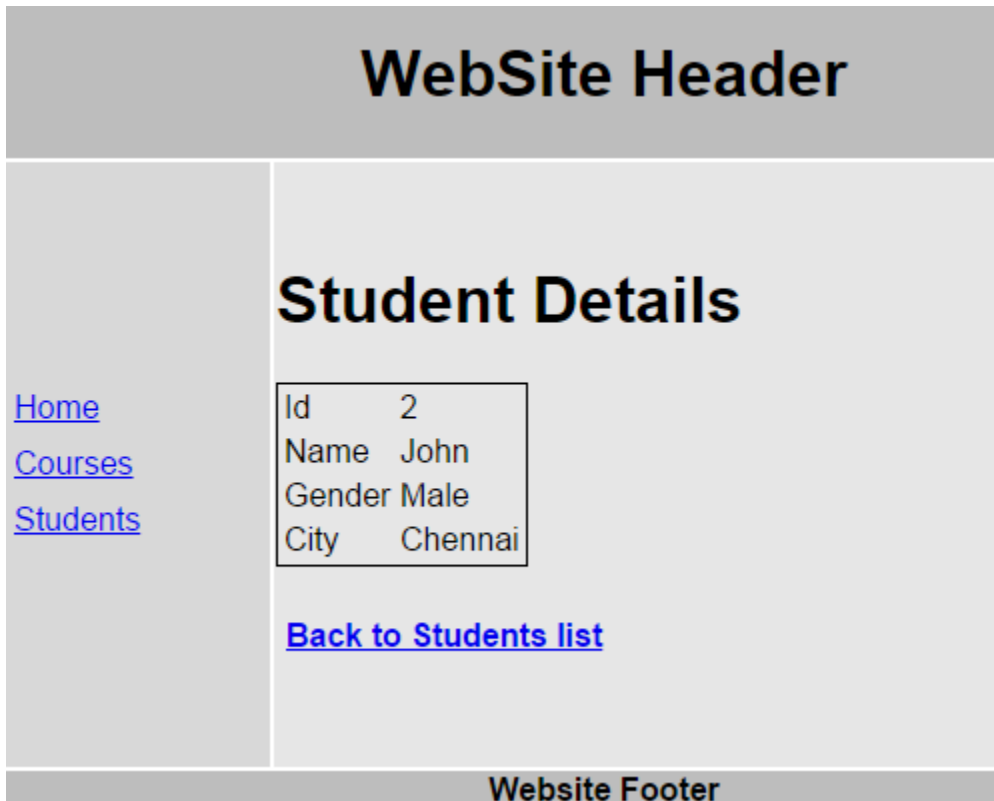 WebSite Header
Home
Courses
Students
Student Details
Id 2
Name John
Gender Male
City Chennai
Back to Students list
Website Footer